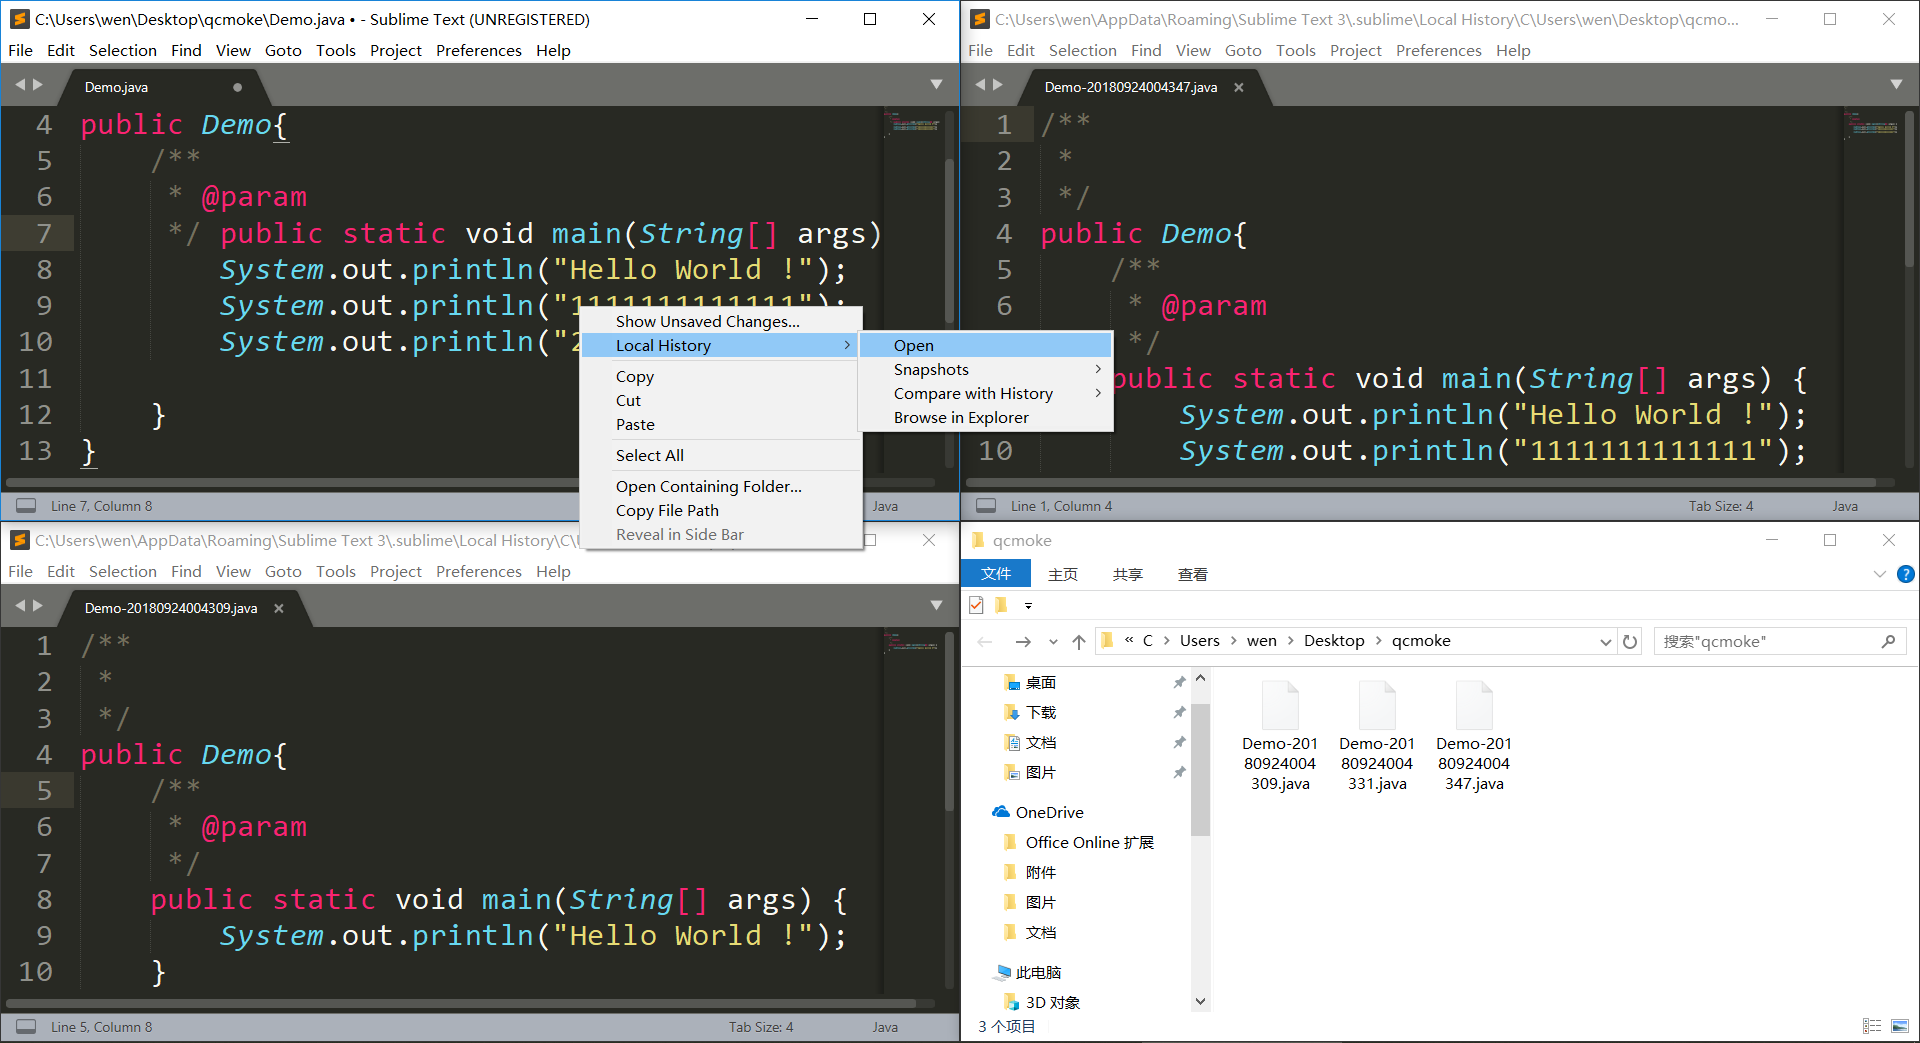 C:\Users\wen\Desktop\qcmoke\Demo.java • - Sublime Text (UNREGISTERED)
File Edit Selection Find View Goto Tools Project Preferences Help
Demo.java
4 public Demo{
5 /**
6 * @param
7 */ public static void main(String[] args)
8 System.out.println("Hello World !");
9 System.out.println("1111111111111");
10 System.out.println("2
11
12 }
13 }
Line 7, Column 8
Java
Show Unsaved Changes...
Local History
Copy
Cut
Paste
Select All
Open Containing Folder...
Copy File Path
Reveal in Side Bar
Open
Snapshots
Compare with History
Browse in Explorer
C:\Users\wen\AppData\Roaming\Sublime Text 3\.sublime\Local History\C\Users\wen\Desktop\qcmo...
File Edit Selection Find View Goto Tools Project Preferences Help
Demo-20180924004347.java
1 /**
2 *
3 */
4 public Demo{
5 /**
6 * @param
*/
public static void main(String[] args) {
System.out.println("Hello World !");
10 System.out.println("1111111111111");
Line 1, Column 4
Tab Size: 4
Java
C:\Users\wen\AppData\Roaming\Sublime Text 3\.sublime\Local History\C\U
File Edit Selection Find View Goto Tools Project Preferences Help
Demo-20180924004309.java
1 /**
2 *
3 */
4 public Demo{
5 /**
6 * @param
7 */
8 public static void main(String[] args) {
9 System.out.println("Hello World !");
10 }
Line 5, Column 8
Tab Size: 4
Java
qcmoke
文件 主页 共享 查看
« C > Users > wen > Desktop > qcmoke
搜索"qcmoke"
桌面
下载
文档
图片
OneDrive
Office Online 扩展
附件
图片
文档
此电脑
3D 对象
Demo-201
80924004
309.java
Demo-201
80924004
331.java
Demo-201
80924004
347.java
3 个项目